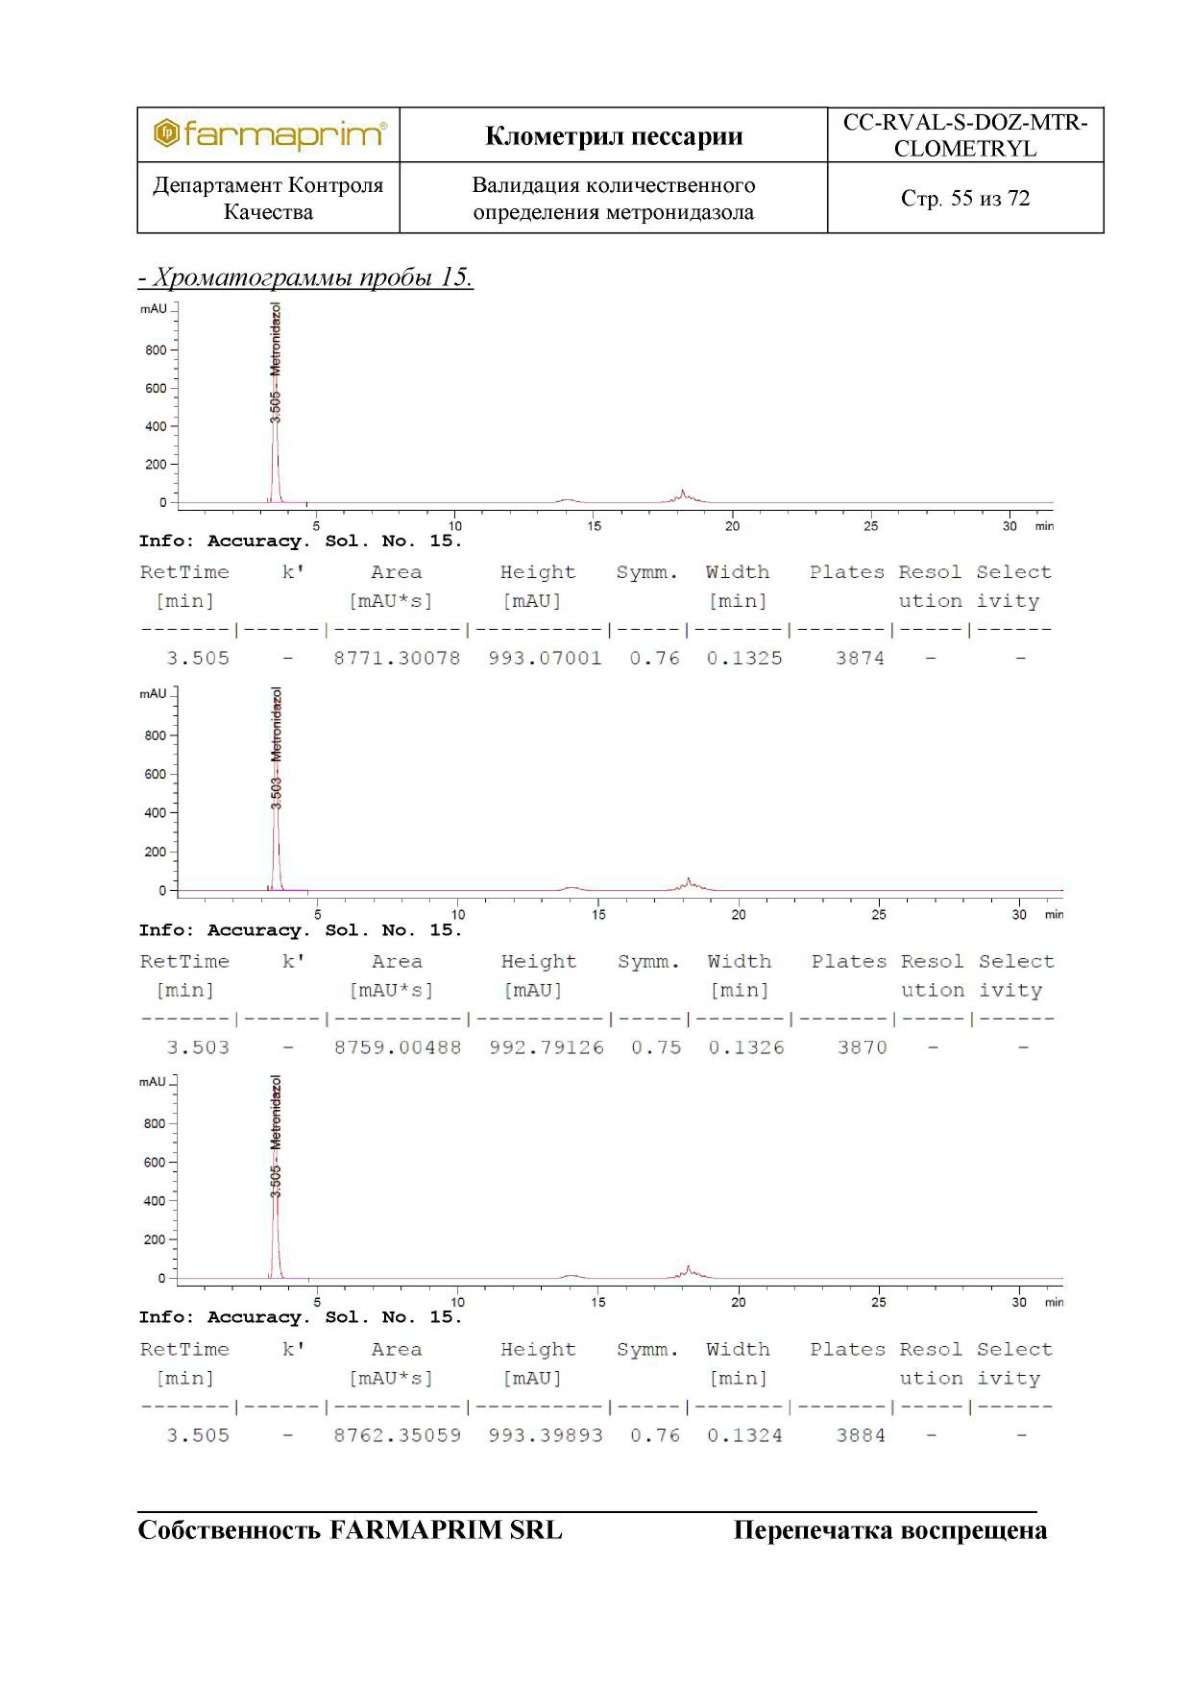 farmaprim®
Клометрил пессарии
CC-RVAL-S-DOZ-MTR-
CLOMETRYL
Департамент Контроля
Качества
Валидация количественного
определения метронидазола
Стр. 55 из 72
- Хроматограммы пробы 15.
mAU
800
600
400
200
0
3.505 - Metronidazol
5 10 15 20 25 30 min
Info: Accuracy. Sol. No. 15.
RetTime k' Area Height Symm. Width Plates Resol Select
[min] [mAU*s] [mAU] [min] ution ivity
-------|------|----------|----------|-----|-------|-------|-----|------
3.505 - 8771.30078 993.07001 0.76 0.1325 3874 - -
mAU
800
600
400
200
0
3.503 - Metronidazol
5 10 15 20 25 30 min
Info: Accuracy. Sol. No. 15.
RetTime k' Area Height Symm. Width Plates Resol Select
[min] [mAU*s] [mAU] [min] ution ivity
-------|------|----------|----------|-----|-------|-------|-----|------
3.503 - 8759.00488 992.79126 0.75 0.1326 3870 - -
mAU
800
600
400
200
0
3.505 - Metronidazol
5 10 15 20 25 30 min
Info: Accuracy. Sol. No. 15.
RetTime k' Area Height Symm. Width Plates Resol Select
[min] [mAU*s] [mAU] [min] ution ivity
-------|------|----------|----------|-----|-------|-------|-----|------
3.505 - 8762.35059 993.39893 0.76 0.1324 3884 - -
Собственность FARMAPRIM SRL Перепечатка воспрещена